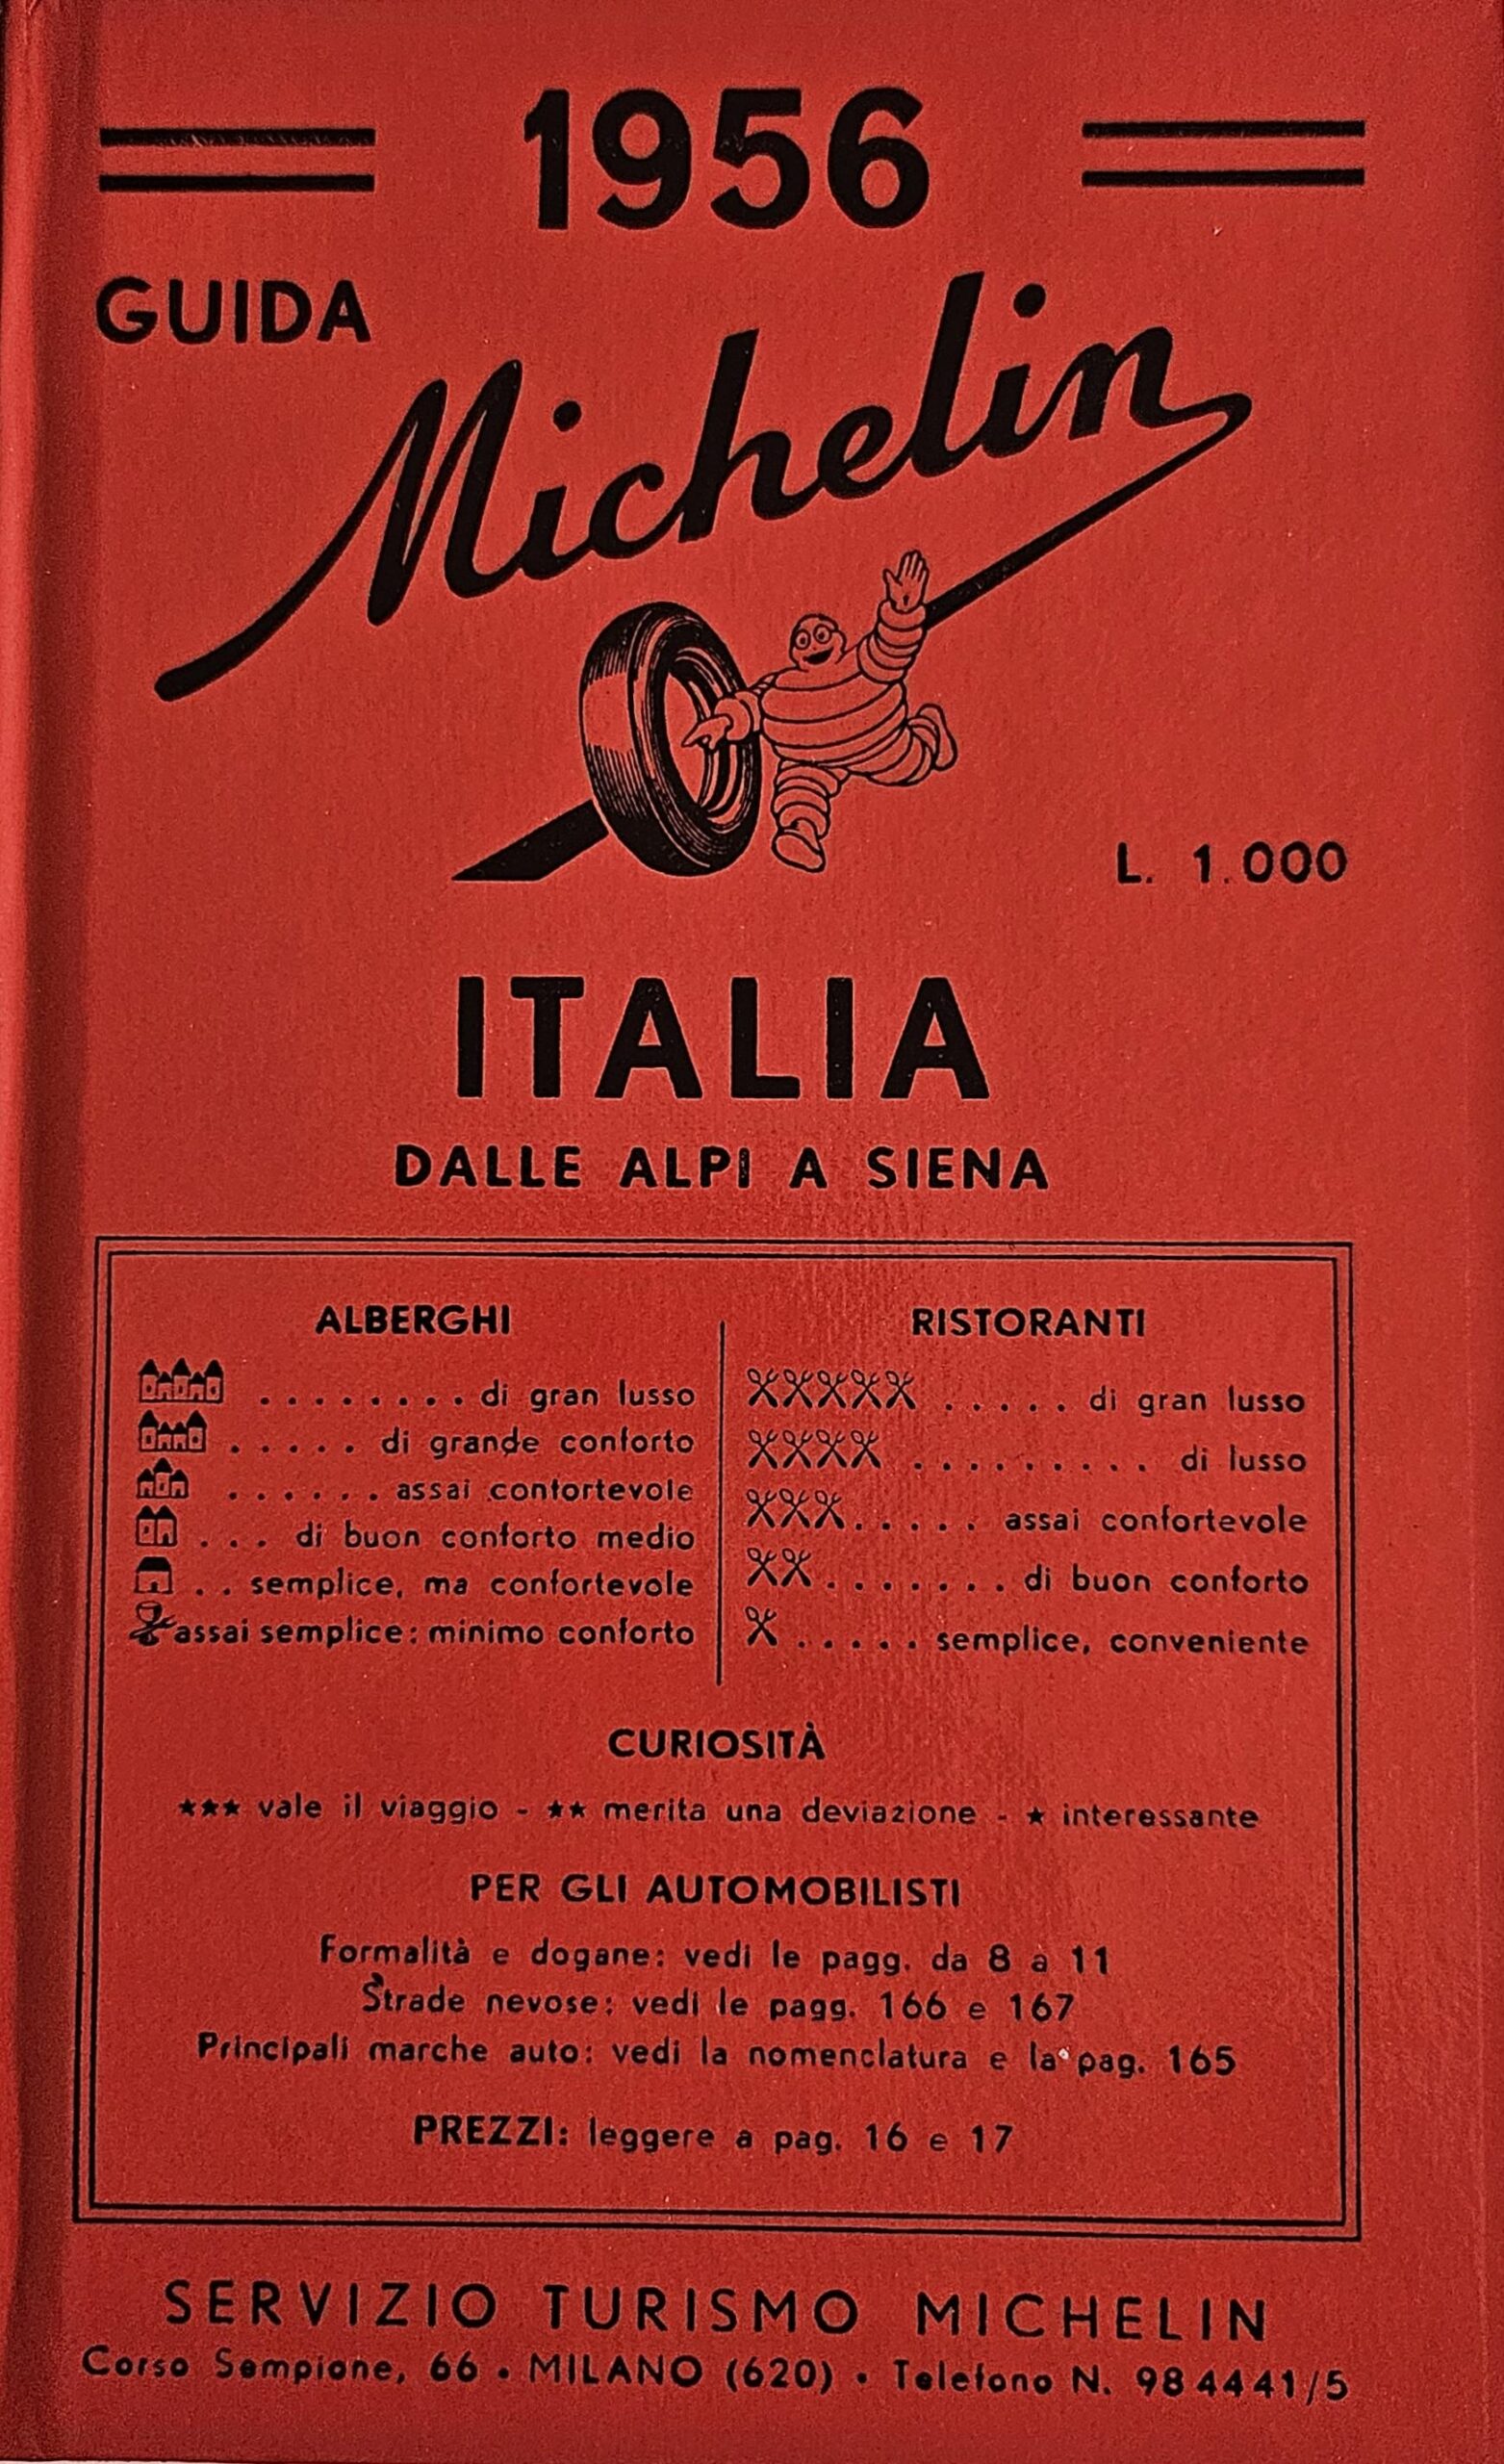 1956
GUIDA
Michelin
L. 1.000
ITALIA
DALLE ALPI A SIENA
ALBERGHI
. . . . . . . . . di gran lusso
. . . . . . di grande conforto
. . . . . . . assai confortevole
. . . . di buon conforto medio
. . semplice, ma confortevole
assai semplice: minimo conforto
RISTORANTI
. . . . . . di gran lusso
. . . . . . . . . . di lusso
. . . . . assai confortevole
. . . . . . . . di buon conforto
. . . . . semplice, conveniente
CURIOSITÀ
★★★ vale il viaggio - ★★ merita una deviazione - ★ interessante
PER GLI AUTOMOBILISTI
Formalità e dogane: vedi le pagg. da 8 a 11
Strade nevose: vedi le pagg. 166 e 167
Principali marche auto: vedi la nomenclatura e la pag. 165
PREZZI: leggere a pag. 16 e 17
SERVIZIO TURISMO MICHELIN
Corso Sempione, 66 • MILANO (620) • Telefono N. 98 44 41/5